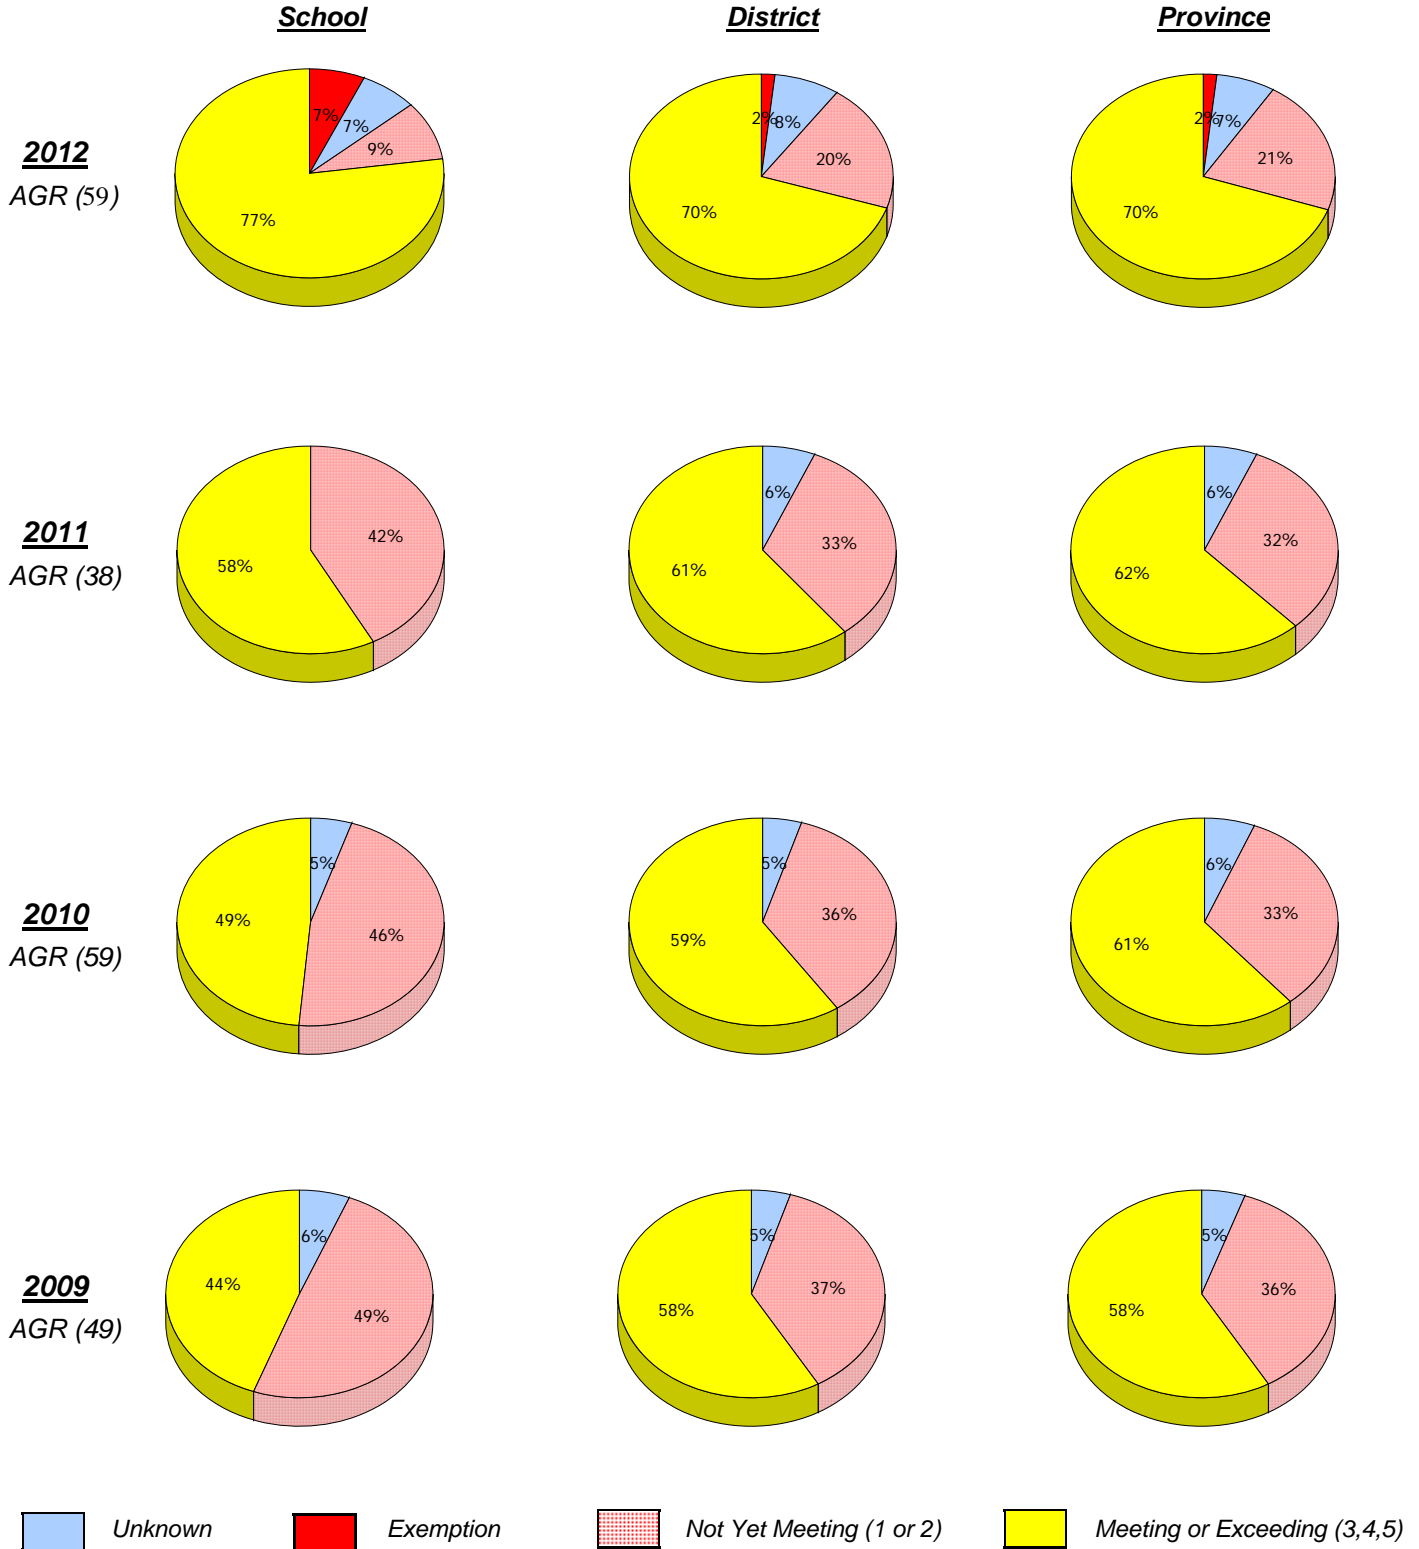 School District Province
2012
AGR (59)
7% 7% 9% 77%
2% 8% 20% 70%
2% 7% 21% 70%
2011
AGR (38)
42% 58%
6% 33% 61%
6% 32% 62%
2010
AGR (59)
5% 46% 49%
5% 36% 59%
6% 33% 61%
2009
AGR (49)
6% 49% 44%
5% 37% 58%
5% 36% 58%
Unknown Exemption Not Yet Meeting (1 or 2) Meeting or Exceeding (3,4,5)